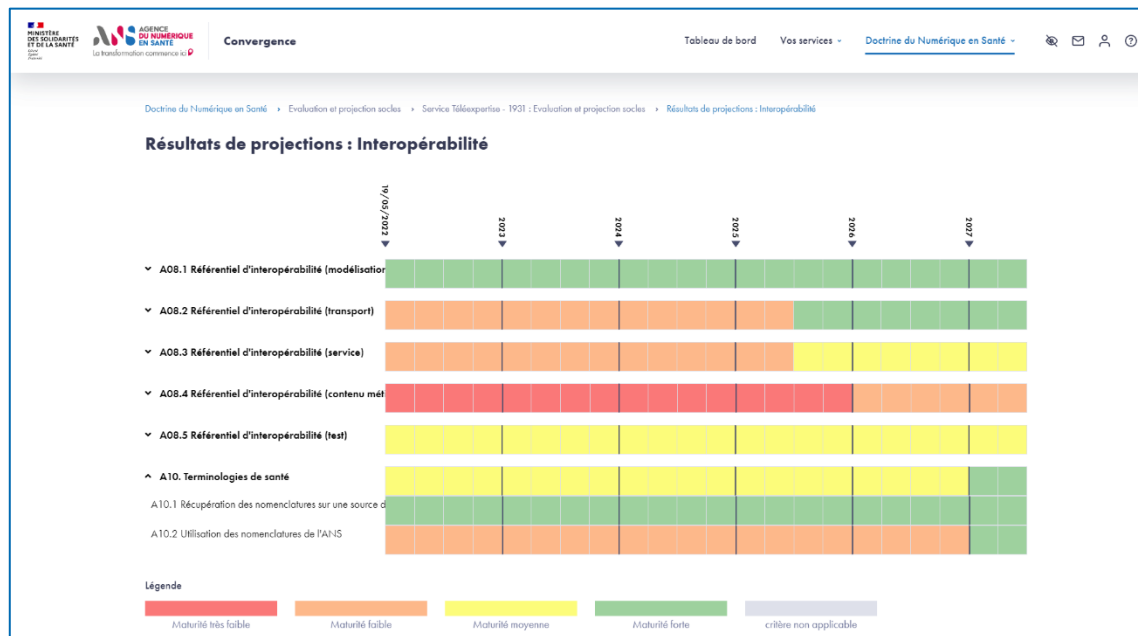 MINISTÈRE
DES SOLIDARITÉS
ET DE LA SANTÉ
ANS AGENCE
DU NUMÉRIQUE
EN SANTÉ
La transformation commence ici
Convergence
Tableau de bord Vos services Doctrine du Numérique en Santé
Doctrine du Numérique en Santé › Evaluation et projection socles › Service Téléexpertise - 1931 : Evaluation et projection socles › Résultats de projections : Interopérabilité
Résultats de projections : Interopérabilité
19/05/2022 2023 2024 2025 2026 2027
A08.1 Référentiel d'interopérabilité (modélisation
A08.2 Référentiel d'interopérabilité (transport)
A08.3 Référentiel d'interopérabilité (service)
A08.4 Référentiel d'interopérabilité (contenu mét
A08.5 Référentiel d'interopérabilité (test)
A10. Terminologies de santé
A10.1 Récupération des nomenclatures sur une source d
A10.2 Utilisation des nomenclatures de l'ANS
Légende
Maturité très faible Maturité faible Maturité moyenne Maturité forte critère non applicable